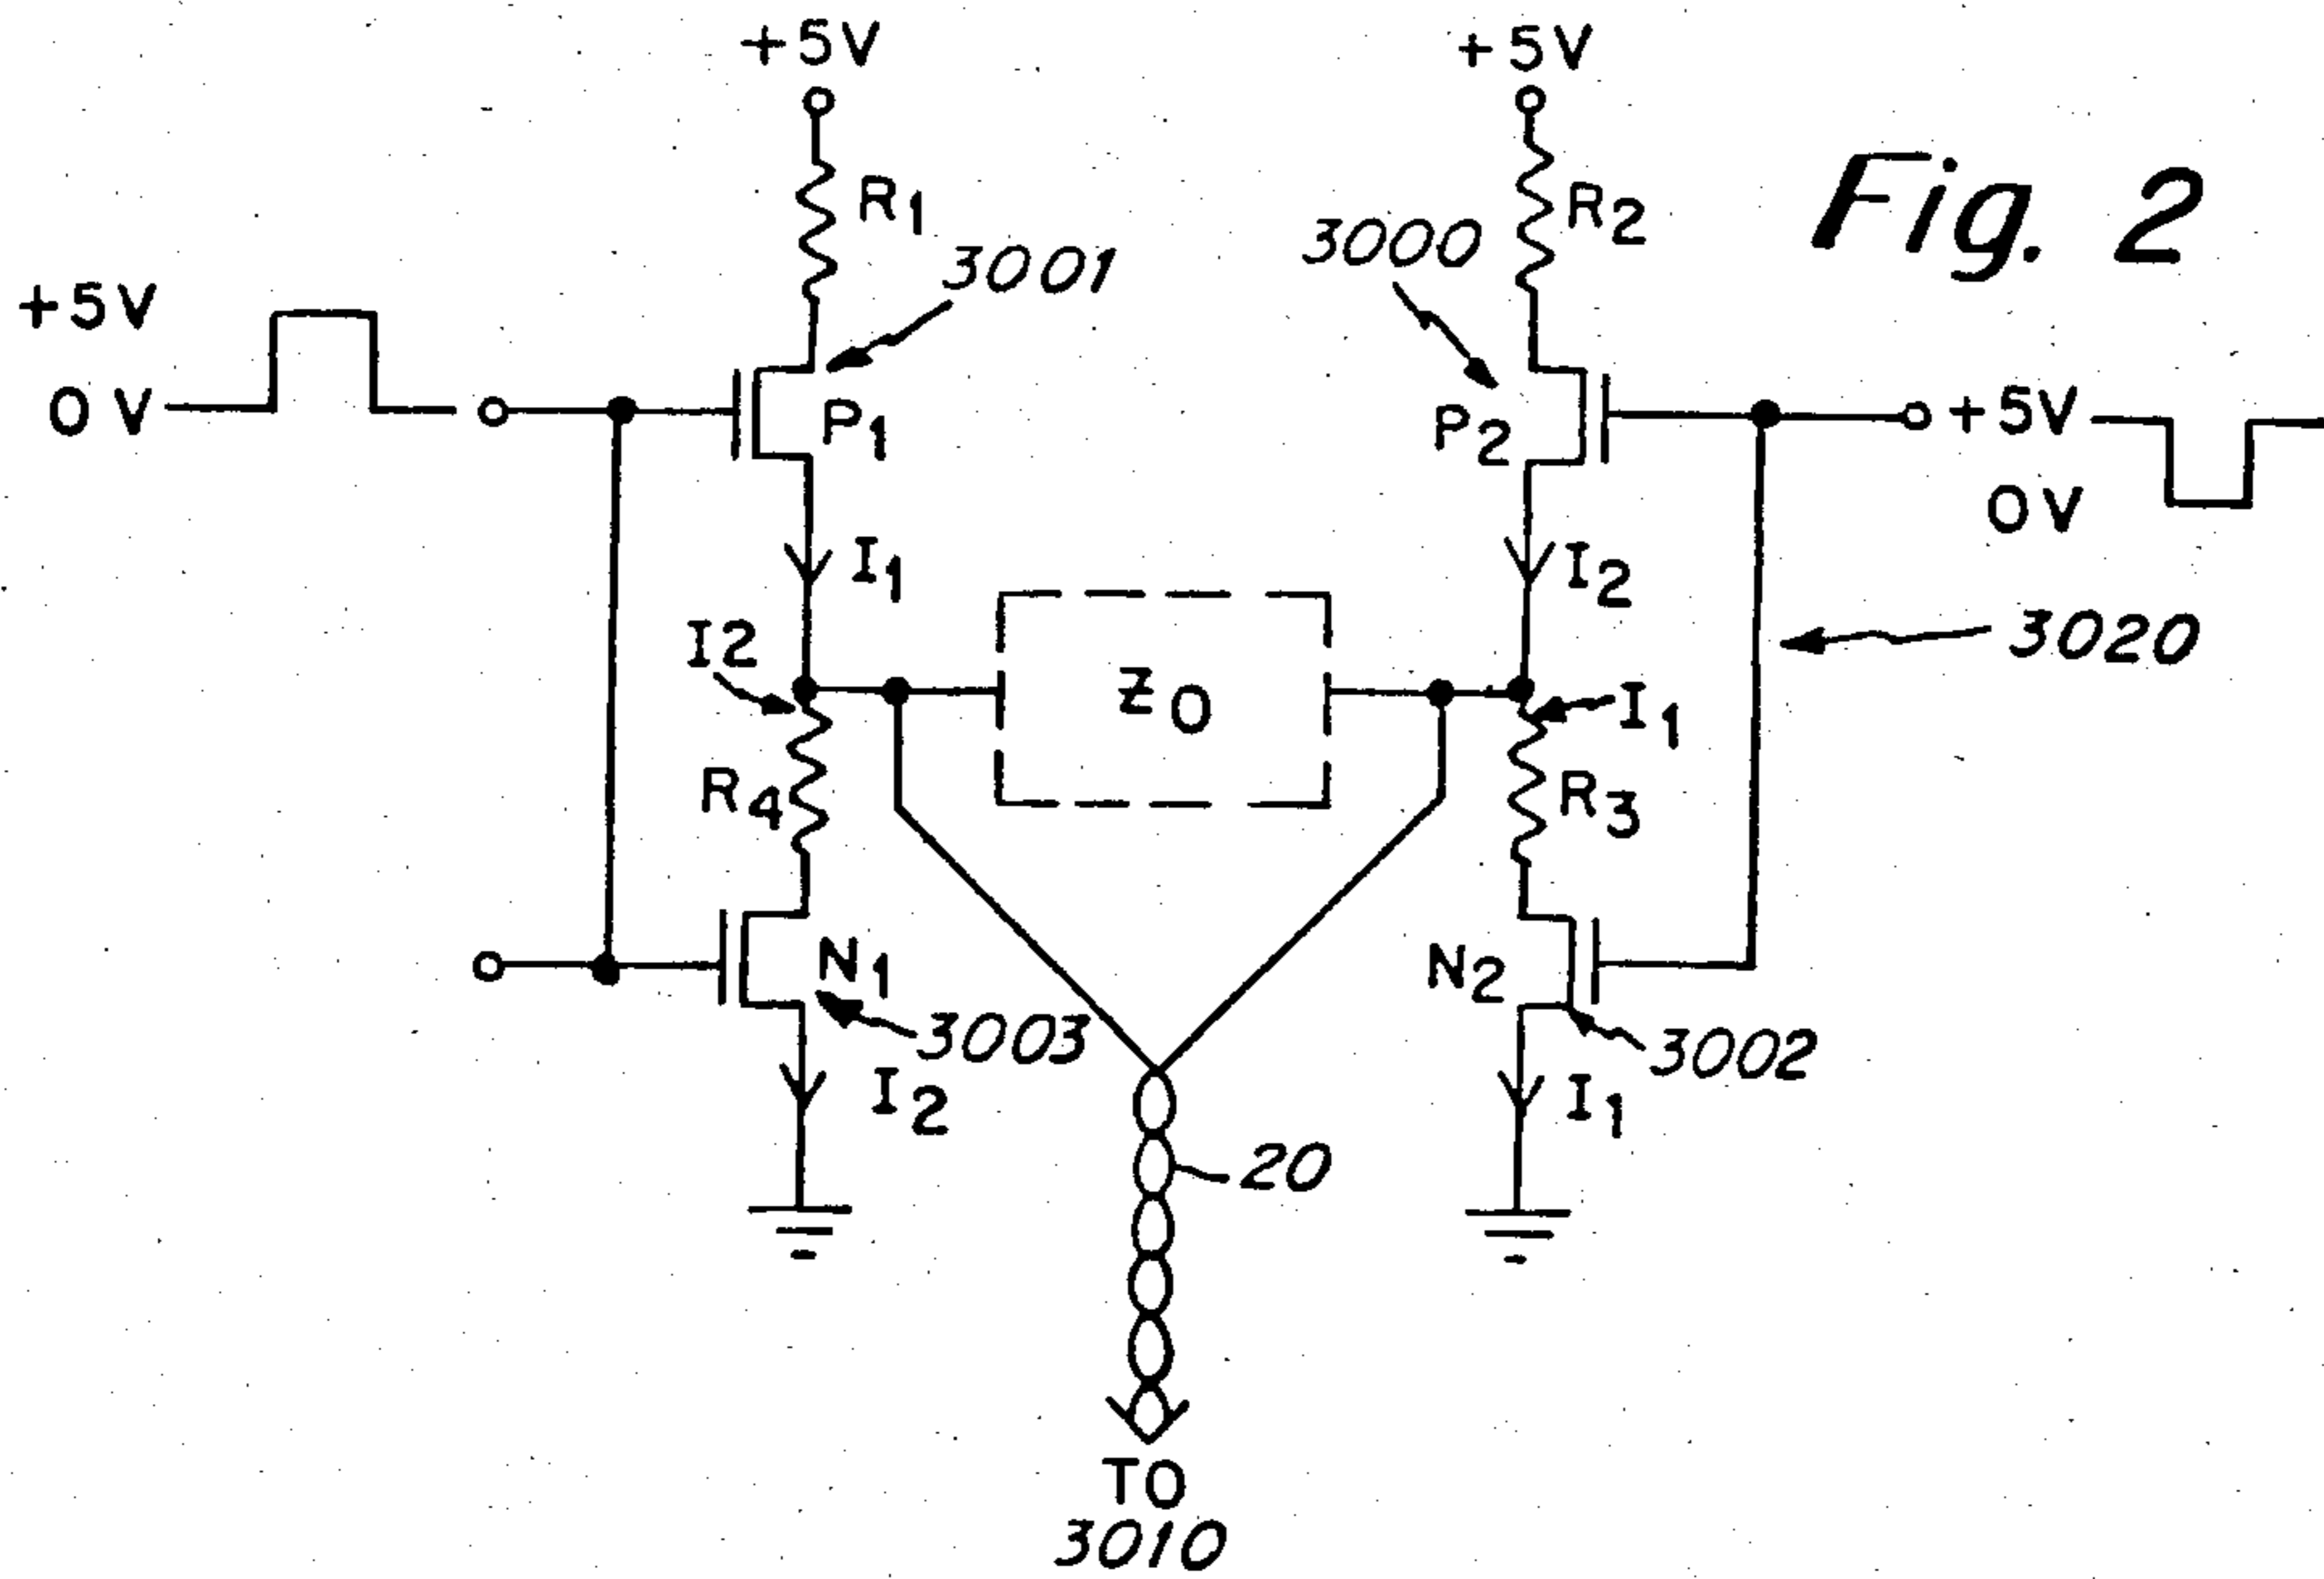 +5V
+5V
Fig. 2
R1
R2
3001
3000
+5V
0 V
P1
P2
+5V
0V
I1
I2
3020
I2
Z0
I1
R4
R3
N1
N2
3003
3002
I2
I1
20
TO
3010